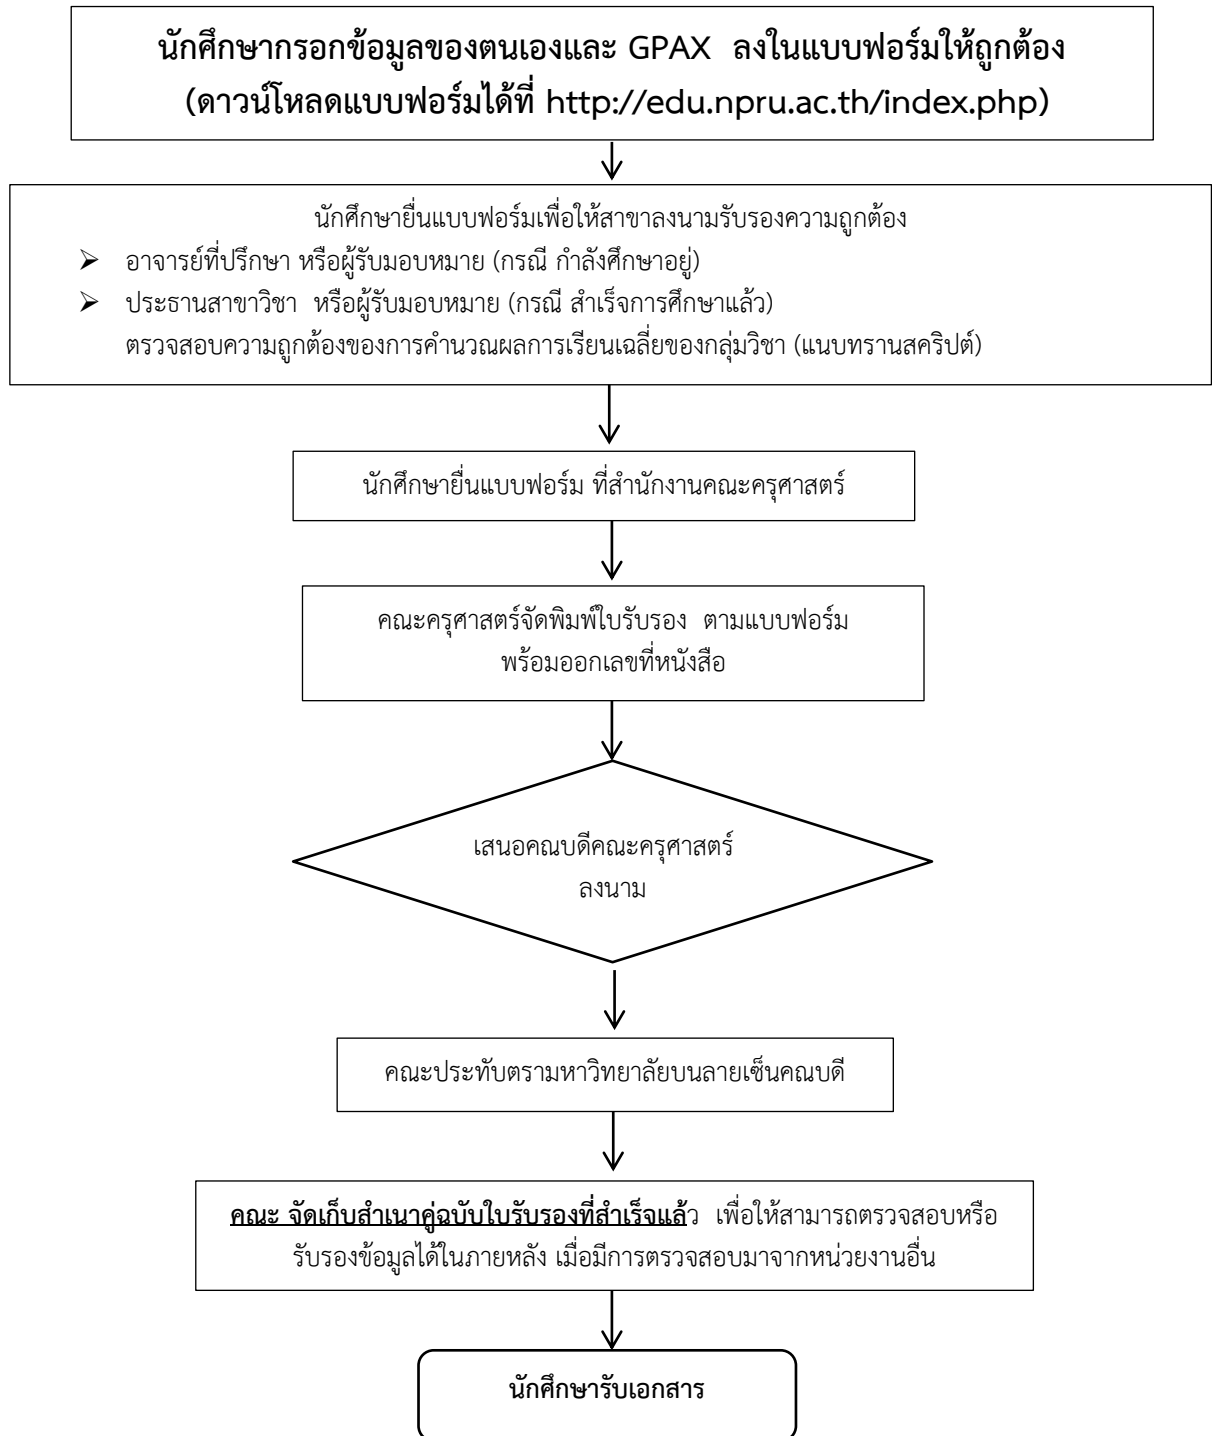 นักศึกษากรอกข้อมูลของตนเองและ GPAX ลงในแบบฟอร์มให้ถูกต้อง
(ดาวน์โหลดแบบฟอร์มได้ที่ http://edu.npru.ac.th/index.php)
นักศึกษายื่นแบบฟอร์มเพื่อให้สาขาลงนามรับรองความถูกต้อง
➢ อาจารย์ที่ปรึกษา หรือผู้รับมอบหมาย (กรณี กำลังศึกษาอยู่)
➢ ประธานสาขาวิชา หรือผู้รับมอบหมาย (กรณี สำเร็จการศึกษาแล้ว)
ตรวจสอบความถูกต้องของการคำนวณผลการเรียนเฉลี่ยของกลุ่มวิชา (แนบทรานสคริปต์)
นักศึกษายื่นแบบฟอร์ม ที่สำนักงานคณะครุศาสตร์
คณะครุศาสตร์จัดพิมพ์ใบรับรอง ตามแบบฟอร์ม
พร้อมออกเลขที่หนังสือ
เสนอคณบดีคณะครุศาสตร์
ลงนาม
คณะประทับตรามหาวิทยาลัยบนลายเซ็นคณบดี
คณะ จัดเก็บสำเนาคู่ฉบับใบรับรองที่สำเร็จแล้ว เพื่อให้สามารถตรวจสอบหรือ
รับรองข้อมูลได้ในภายหลัง เมื่อมีการตรวจสอบมาจากหน่วยงานอื่น
นักศึกษารับเอกสาร